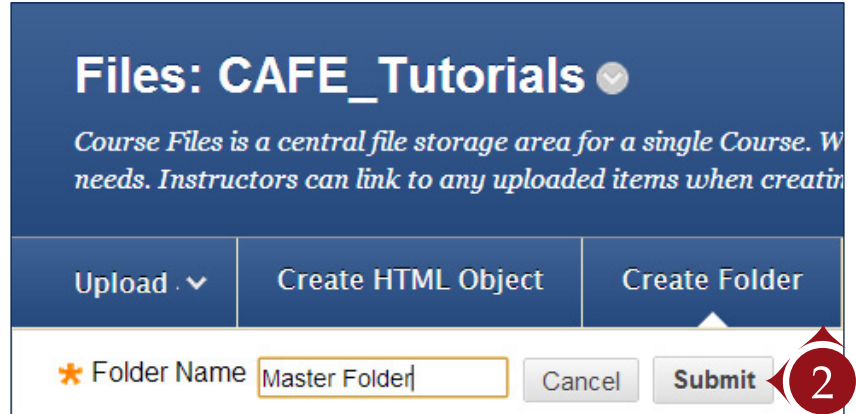 Files: CAFE_Tutorials
Course Files is a central file storage area for a single Course. W
needs. Instructors can link to any uploaded items when creatin
Upload Create HTML Object Create Folder
Folder Name Master Folder Cancel Submit 2